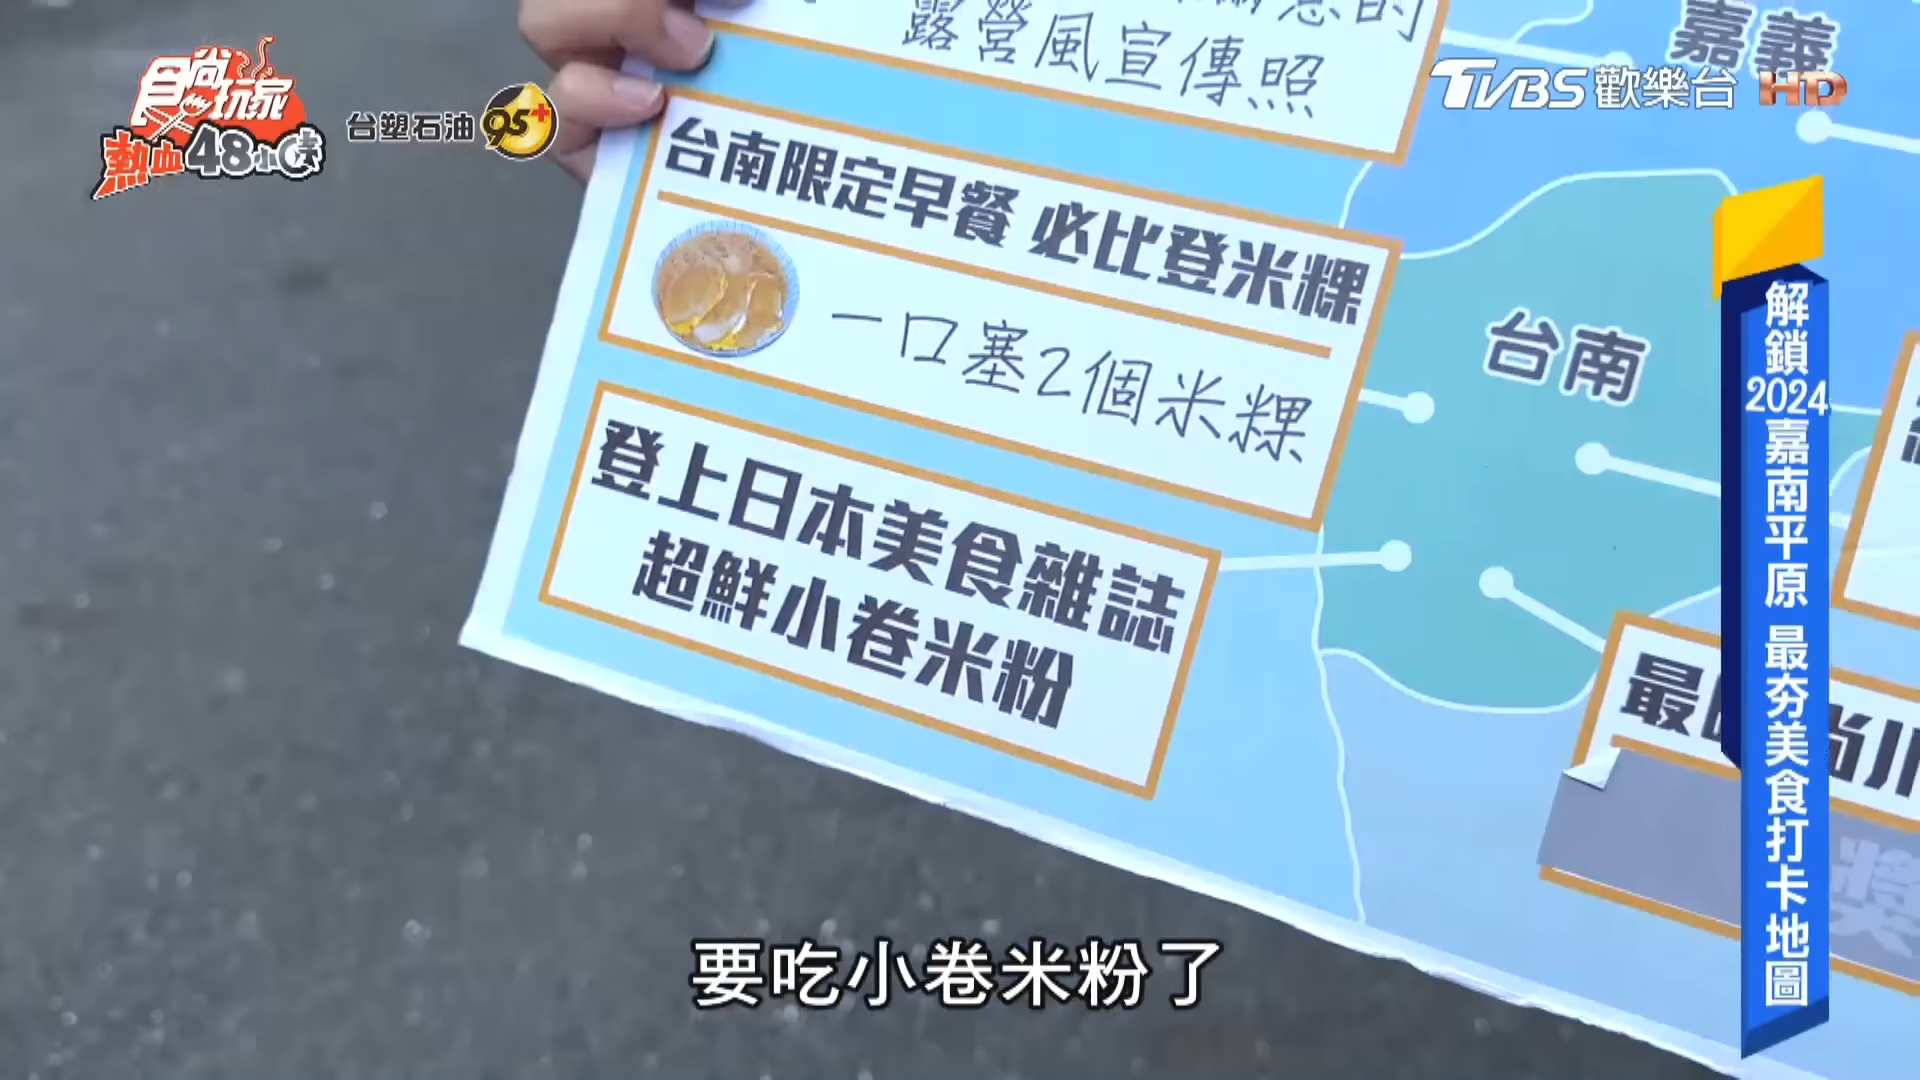 食尚玩家
熱血48小時
台塑石油 95+
TVBS歡樂台 HD
嘉義
的
露營風宣傳照
台南限定早餐 必比登米粿
一口塞2個米粿
台南
登上日本美食雜誌
超鮮小卷米粉
最
尚
獎
解鎖2024嘉南平原 最夯美食打卡地圖
要吃小卷米粉了